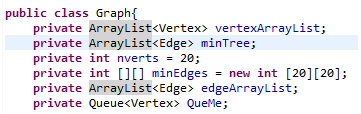 public class Graph{
private ArrayList<Vertex> vertexArrayList;
private ArrayList<Edge> minTree;
private int nverts = 20;
private int [][] minEdges = new int [20][20];
private ArrayList<Edge> edgeArrayList;
private Queue<Vertex> QueMe;